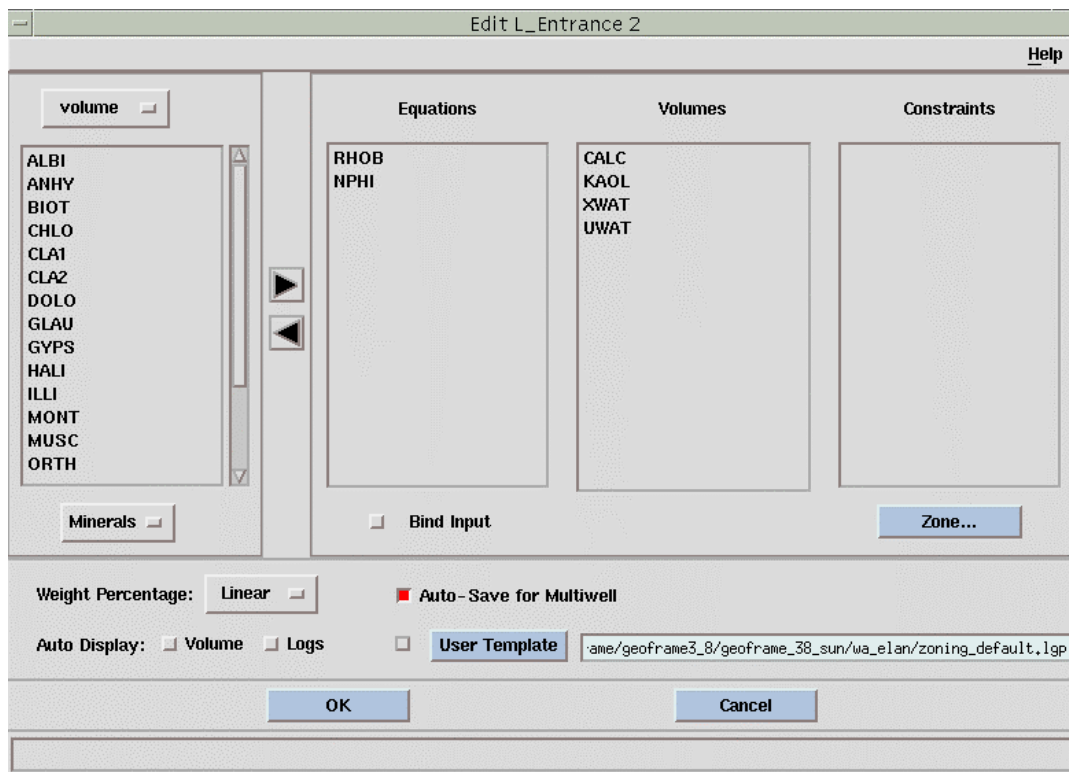 Edit L_Entrance 2
Help
volume
ALBI
ANHY
BIOT
CHLO
CLA1
CLA2
DOLO
GLAU
GYPS
HALI
ILLI
MONT
MUSC
ORTH
Minerals
Equations
RHOB
NPHI
Bind Input
Volumes
CALC
KAOL
XWAT
UWAT
Constraints
Zone...
Weight Percentage: Linear
Auto-Save for Multiwell
Auto Display: Volume Logs
User Template
ame/geoframe3_8/geoframe_38_sun/wa_elan/zoning_default.lgp
OK
Cancel